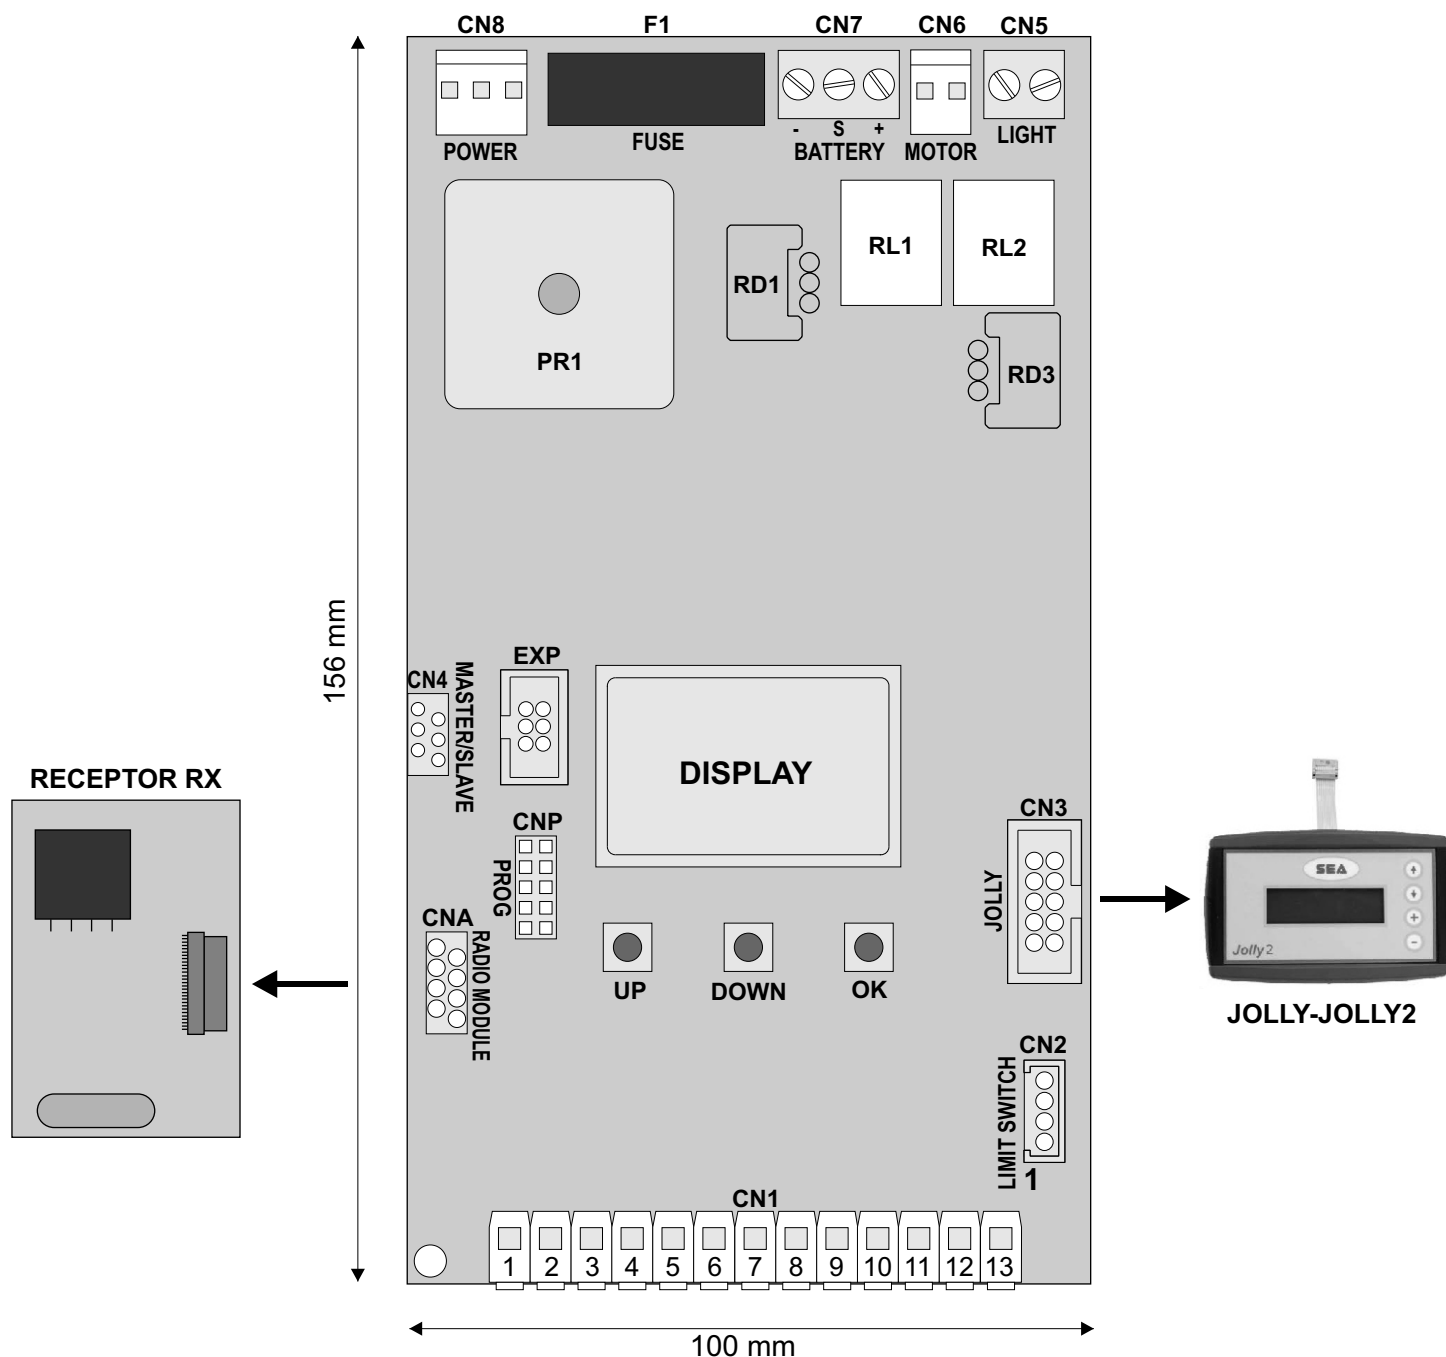 CN8 F1 CN7 CN6 CN5
- S +
POWER FUSE BATTERY MOTOR LIGHT
PR1
RD1
RL1
RL2
RD3
156 mm
CN4
MASTER/SLAVE
EXP
DISPLAY
RECEPTOR RX
CNP
PROG
CN3
JOLLY
SEA
Jolly2
JOLLY-JOLLY2
CNA
RADIO MODULE
UP DOWN OK
CN2
LIMIT SWITCH
1
CN1
1 2 3 4 5 6 7 8 9 10 11 12 13
100 mm